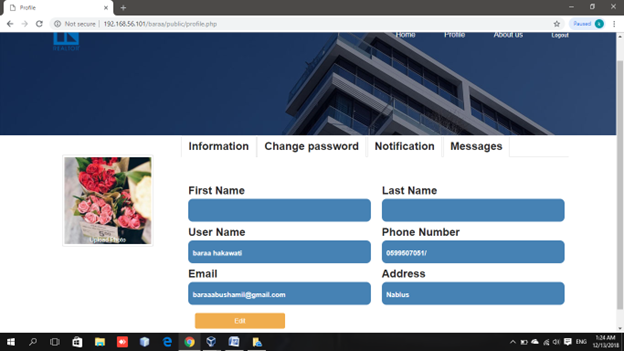 Profile
Not secure | 192.168.56.101/baraa/public/profile.php
Paused
Home Profile About us Logout
Information Change password Notification Messages
First Name Last Name
User Name Phone Number
baraa hakawati 0599507051/
Email Address
baraaabushamii@gmail.com Nablus
Upload Photo
Edit
ENG
1:24 AM
12/13/2018